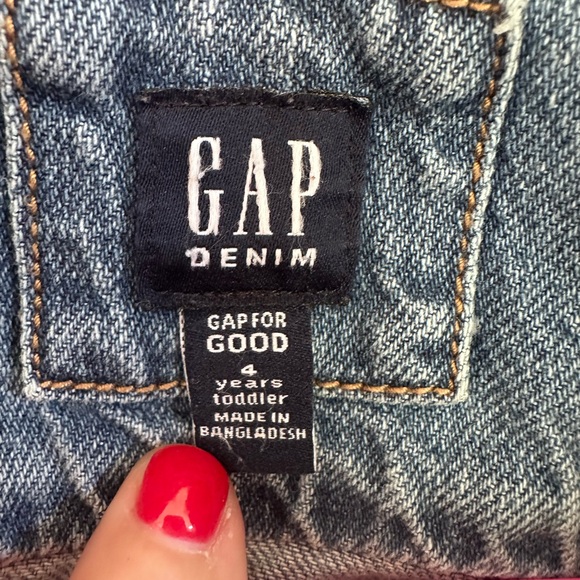 GAP
DENIM
GAP FOR
GOOD
4
years
toddler
MADE IN
BANGLADESH